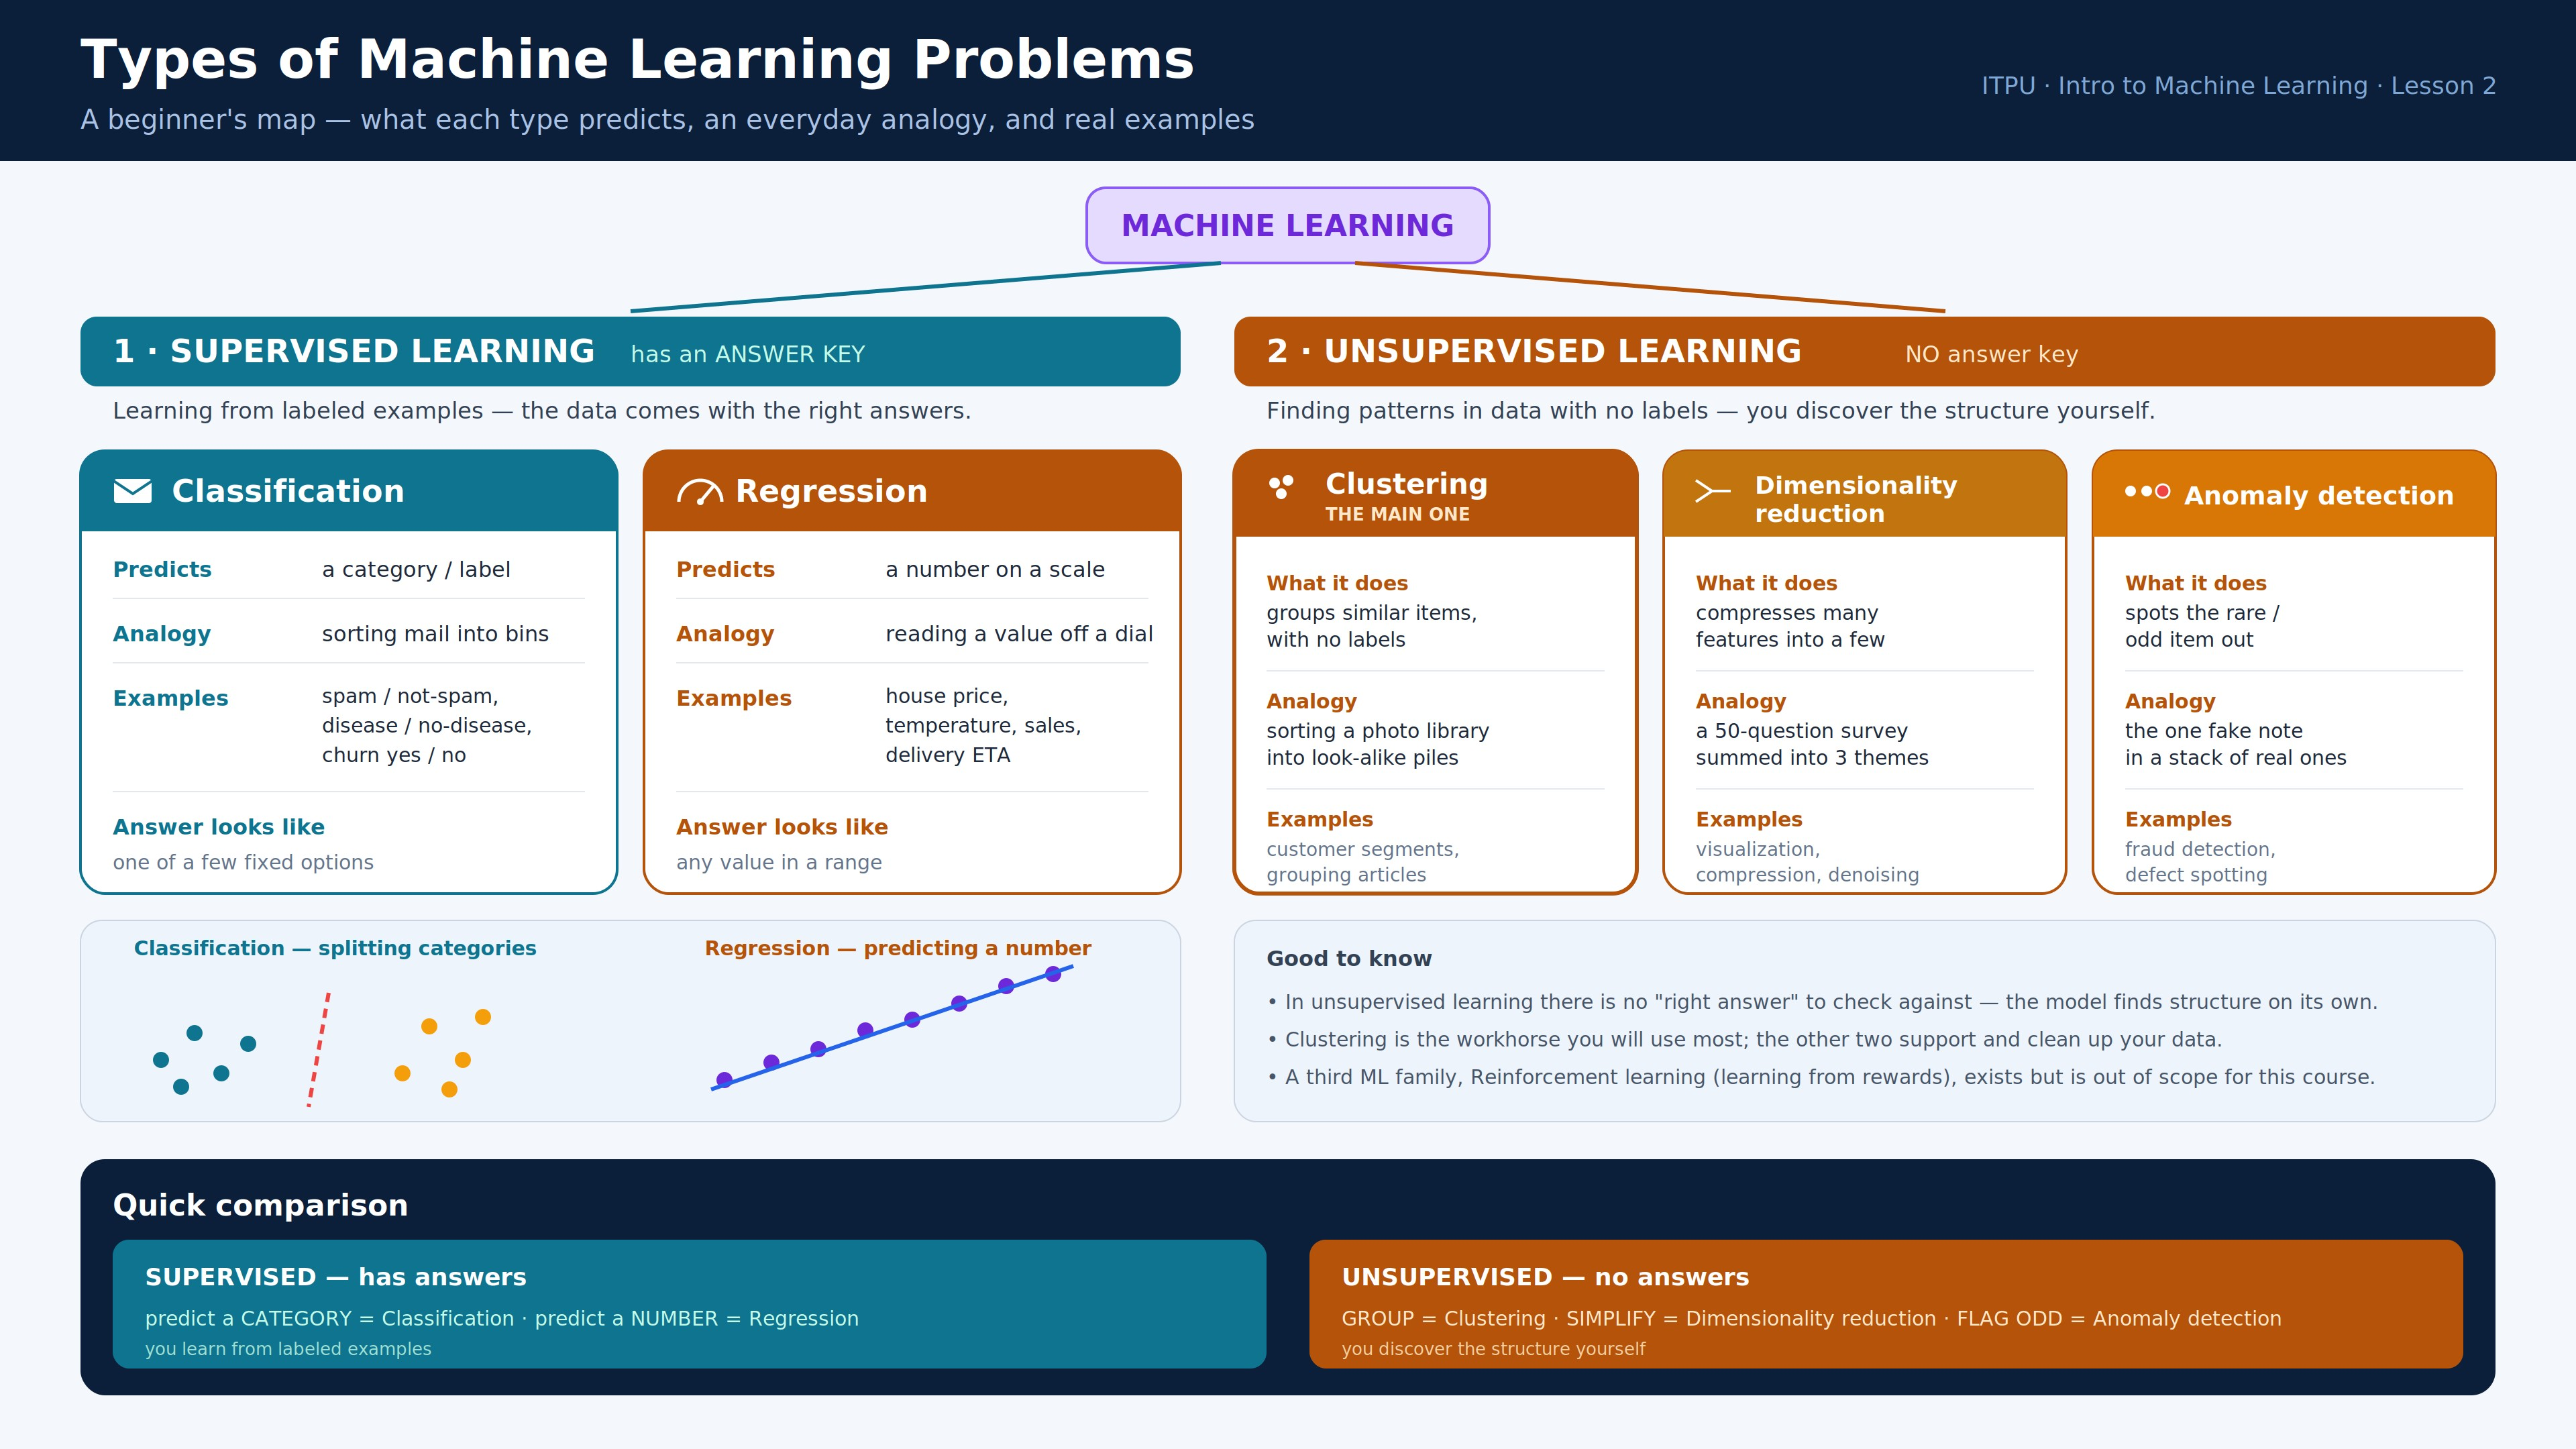 Types of Machine Learning Problems
A beginner's map — what each type predicts, an everyday analogy, and real examples
ITPU · Intro to Machine Learning · Lesson 2
MACHINE LEARNING
1 · SUPERVISED LEARNING has an ANSWER KEY
Learning from labeled examples — the data comes with the right answers.
2 · UNSUPERVISED LEARNING NO answer key
Finding patterns in data with no labels — you discover the structure yourself.
Classification
Predicts a category / label
Analogy sorting mail into bins
Examples spam / not-spam,
disease / no-disease,
churn yes / no
Answer looks like
one of a few fixed options
Regression
Predicts a number on a scale
Analogy reading a value off a dial
Examples house price,
temperature, sales,
delivery ETA
Answer looks like
any value in a range
Clustering
THE MAIN ONE
What it does
groups similar items,
with no labels
Analogy
sorting a photo library
into look-alike piles
Examples
customer segments,
grouping articles
Dimensionality
reduction
What it does
compresses many
features into a few
Analogy
a 50-question survey
summed into 3 themes
Examples
visualization,
compression, denoising
Anomaly detection
What it does
spots the rare /
odd item out
Analogy
the one fake note
in a stack of real ones
Examples
fraud detection,
defect spotting
Classification — splitting categories
Regression — predicting a number
Good to know
• In unsupervised learning there is no "right answer" to check against — the model finds structure on its own.
• Clustering is the workhorse you will use most; the other two support and clean up your data.
• A third ML family, Reinforcement learning (learning from rewards), exists but is out of scope for this course.
Quick comparison
SUPERVISED — has answers
predict a CATEGORY = Classification · predict a NUMBER = Regression
you learn from labeled examples
UNSUPERVISED — no answers
GROUP = Clustering · SIMPLIFY = Dimensionality reduction · FLAG ODD = Anomaly detection
you discover the structure yourself